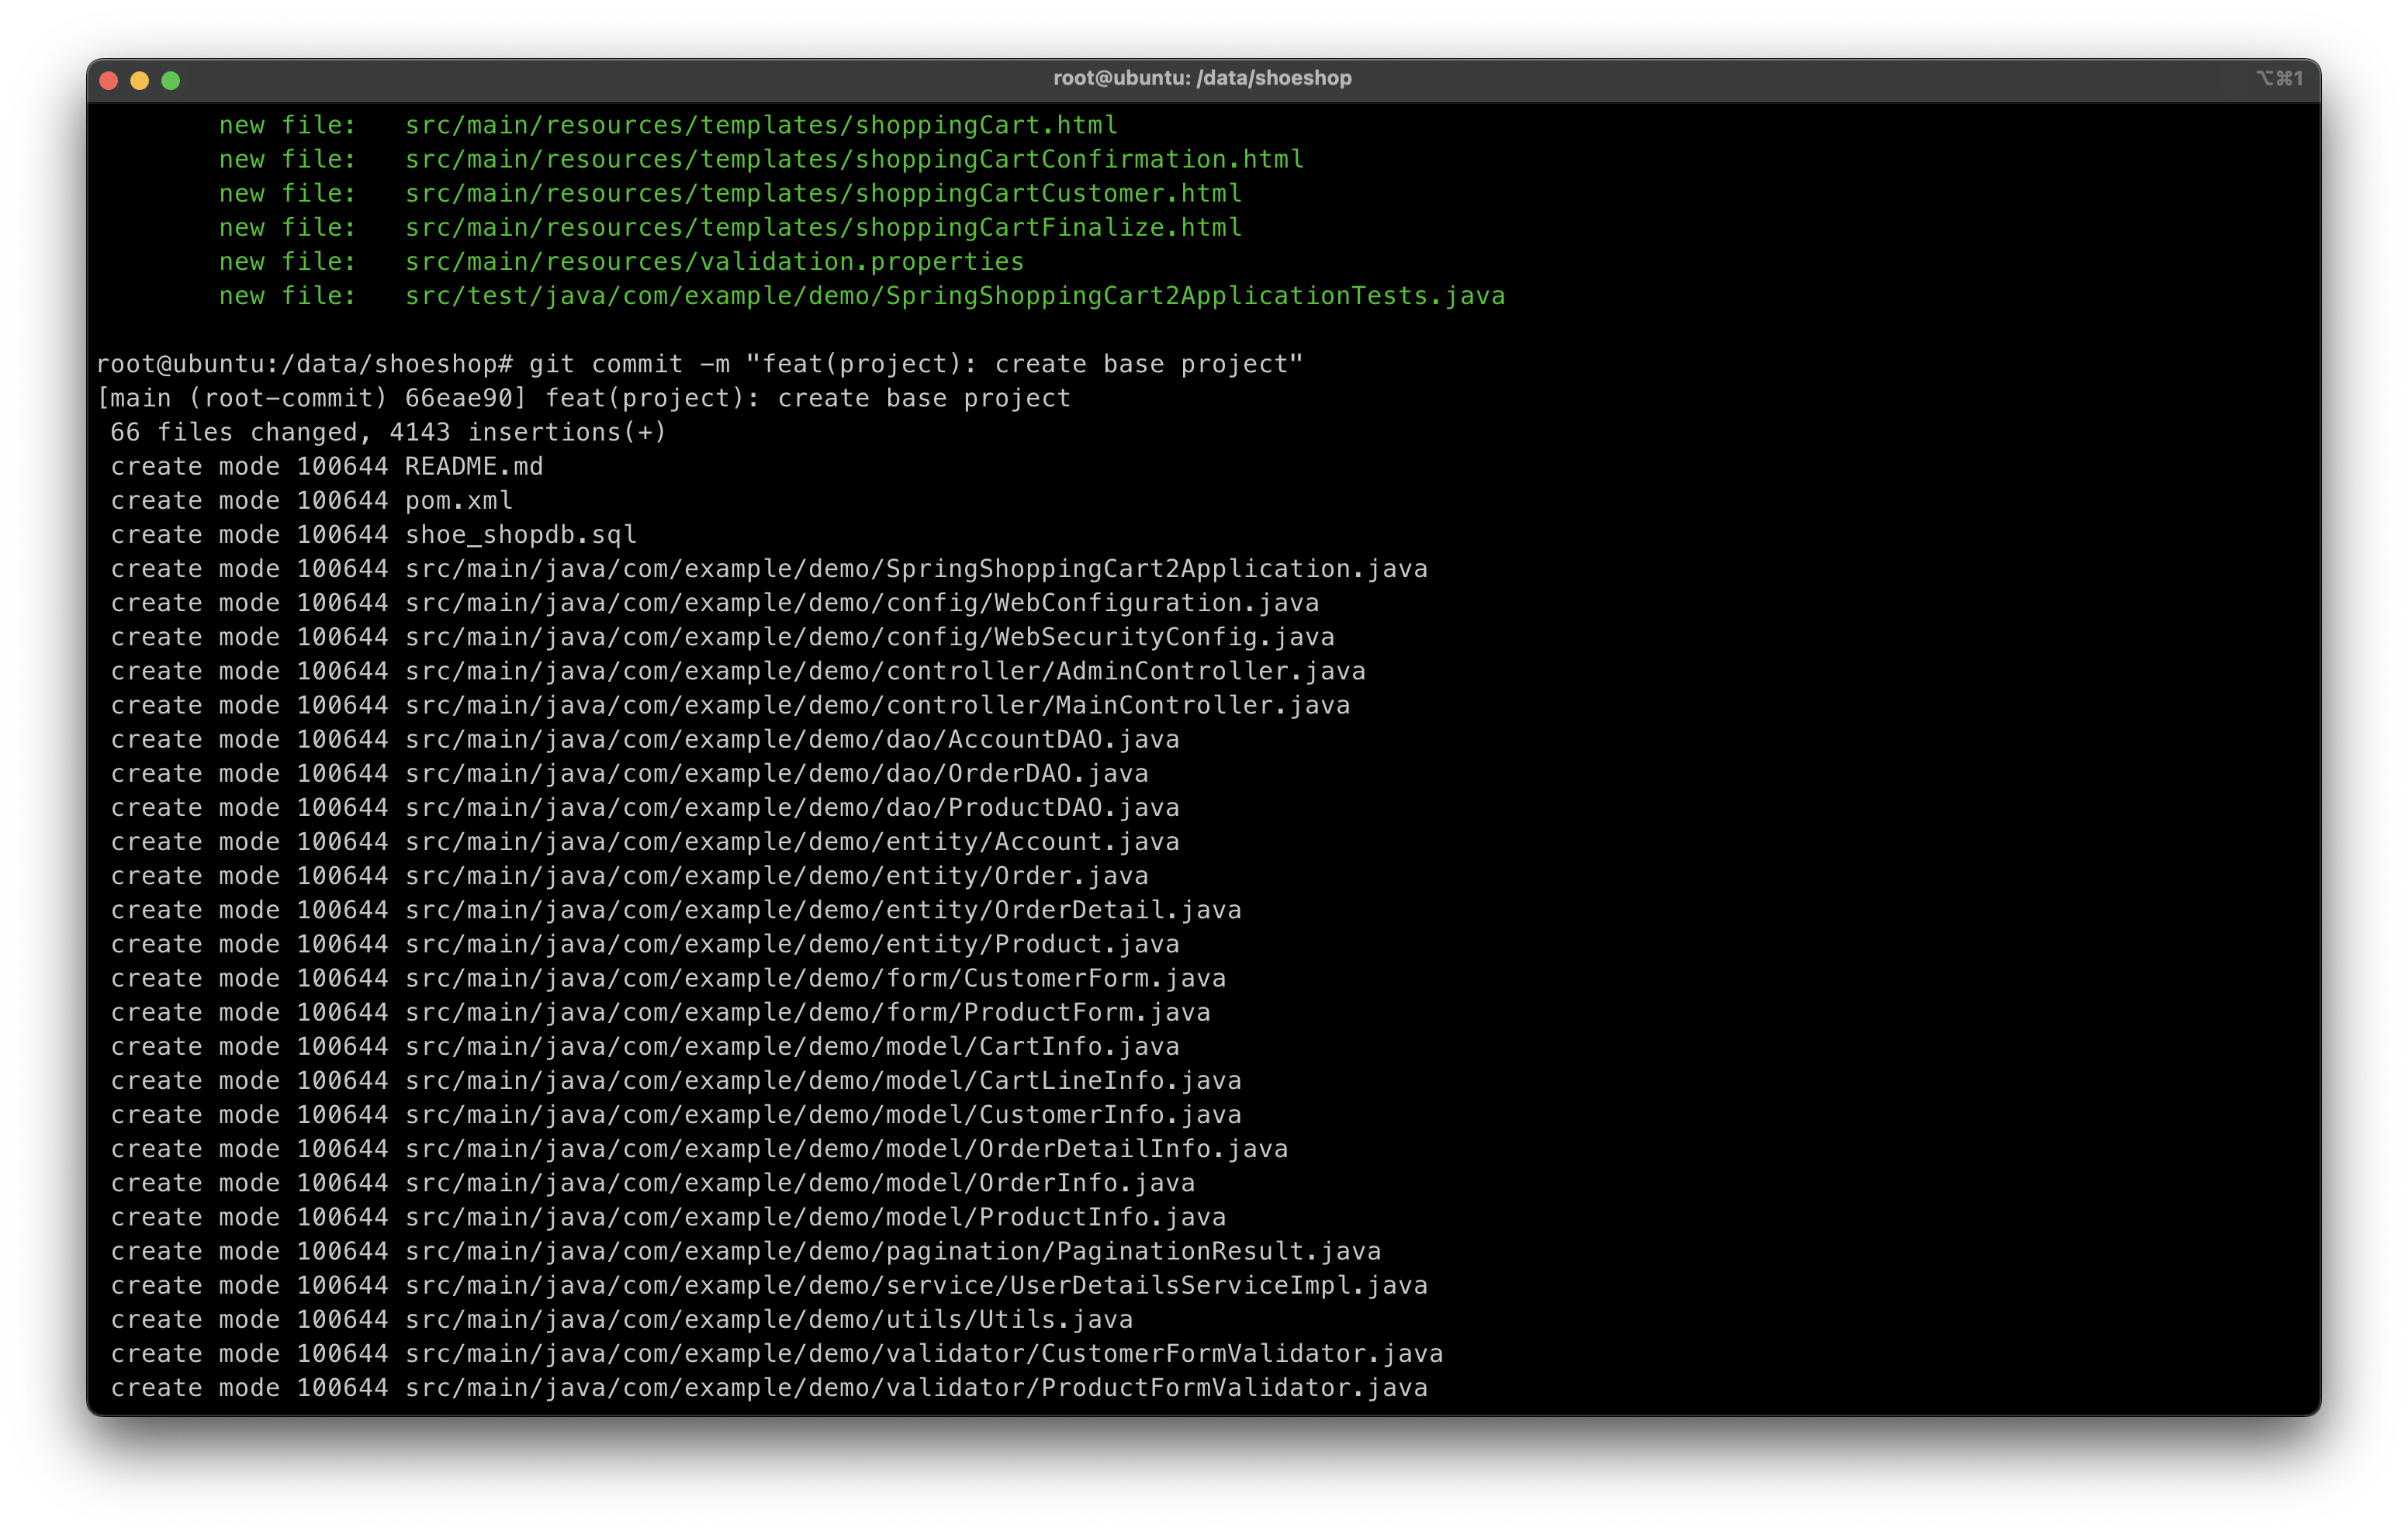 root@ubuntu: /data/shoeshop
⌥⌘1
new file:   src/main/resources/templates/shoppingCart.html
new file:   src/main/resources/templates/shoppingCartConfirmation.html
new file:   src/main/resources/templates/shoppingCartCustomer.html
new file:   src/main/resources/templates/shoppingCartFinalize.html
new file:   src/main/resources/validation.properties
new file:   src/test/java/com/example/demo/SpringShoppingCart2ApplicationTests.java
root@ubuntu:/data/shoeshop# git commit -m "feat(project): create base project"
[main (root-commit) 66eae90] feat(project): create base project
66 files changed, 4143 insertions(+)
create mode 100644 README.md
create mode 100644 pom.xml
create mode 100644 shoe_shopdb.sql
create mode 100644 src/main/java/com/example/demo/SpringShoppingCart2Application.java
create mode 100644 src/main/java/com/example/demo/config/WebConfiguration.java
create mode 100644 src/main/java/com/example/demo/config/WebSecurityConfig.java
create mode 100644 src/main/java/com/example/demo/controller/AdminController.java
create mode 100644 src/main/java/com/example/demo/controller/MainController.java
create mode 100644 src/main/java/com/example/demo/dao/AccountDAO.java
create mode 100644 src/main/java/com/example/demo/dao/OrderDAO.java
create mode 100644 src/main/java/com/example/demo/dao/ProductDAO.java
create mode 100644 src/main/java/com/example/demo/entity/Account.java
create mode 100644 src/main/java/com/example/demo/entity/Order.java
create mode 100644 src/main/java/com/example/demo/entity/OrderDetail.java
create mode 100644 src/main/java/com/example/demo/entity/Product.java
create mode 100644 src/main/java/com/example/demo/form/CustomerForm.java
create mode 100644 src/main/java/com/example/demo/form/ProductForm.java
create mode 100644 src/main/java/com/example/demo/model/CartInfo.java
create mode 100644 src/main/java/com/example/demo/model/CartLineInfo.java
create mode 100644 src/main/java/com/example/demo/model/CustomerInfo.java
create mode 100644 src/main/java/com/example/demo/model/OrderDetailInfo.java
create mode 100644 src/main/java/com/example/demo/model/OrderInfo.java
create mode 100644 src/main/java/com/example/demo/model/ProductInfo.java
create mode 100644 src/main/java/com/example/demo/pagination/PaginationResult.java
create mode 100644 src/main/java/com/example/demo/service/UserDetailsServiceImpl.java
create mode 100644 src/main/java/com/example/demo/utils/Utils.java
create mode 100644 src/main/java/com/example/demo/validator/CustomerFormValidator.java
create mode 100644 src/main/java/com/example/demo/validator/ProductFormValidator.java